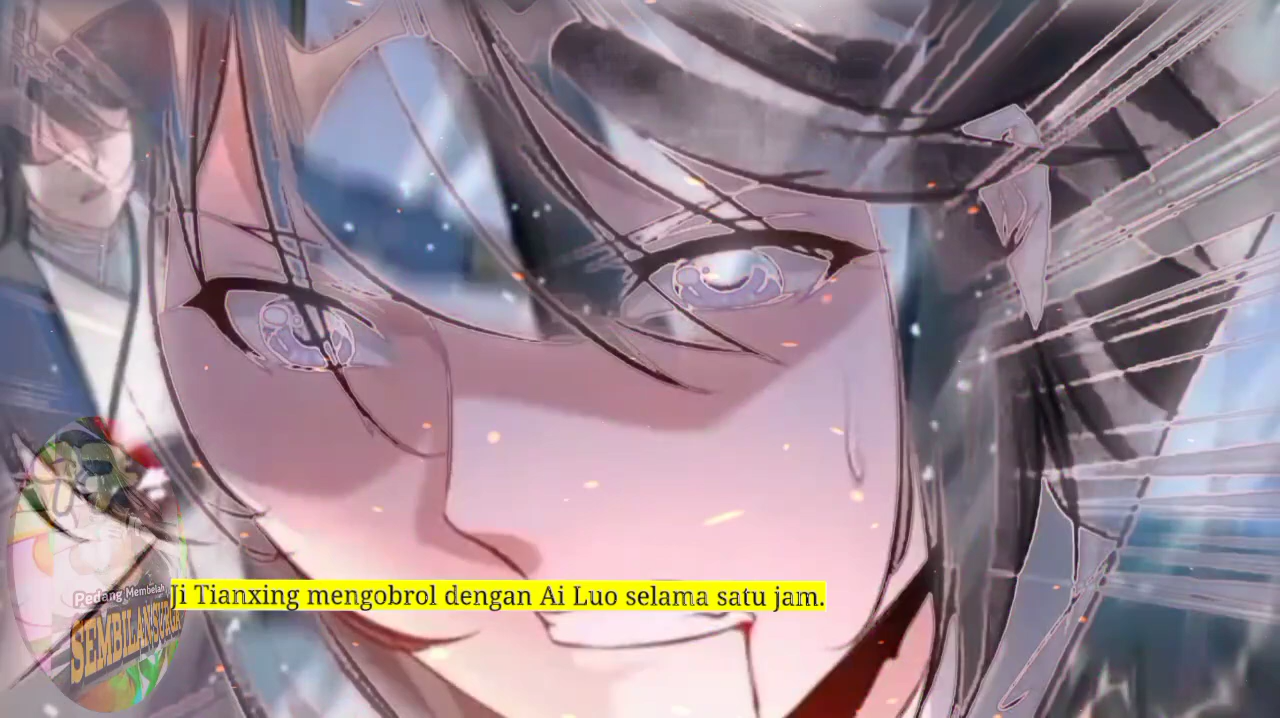 Ji Tianxing mengobrol dengan Ai Luo selama satu jam.
Pedang Membelah
SEMBILAN SURGA